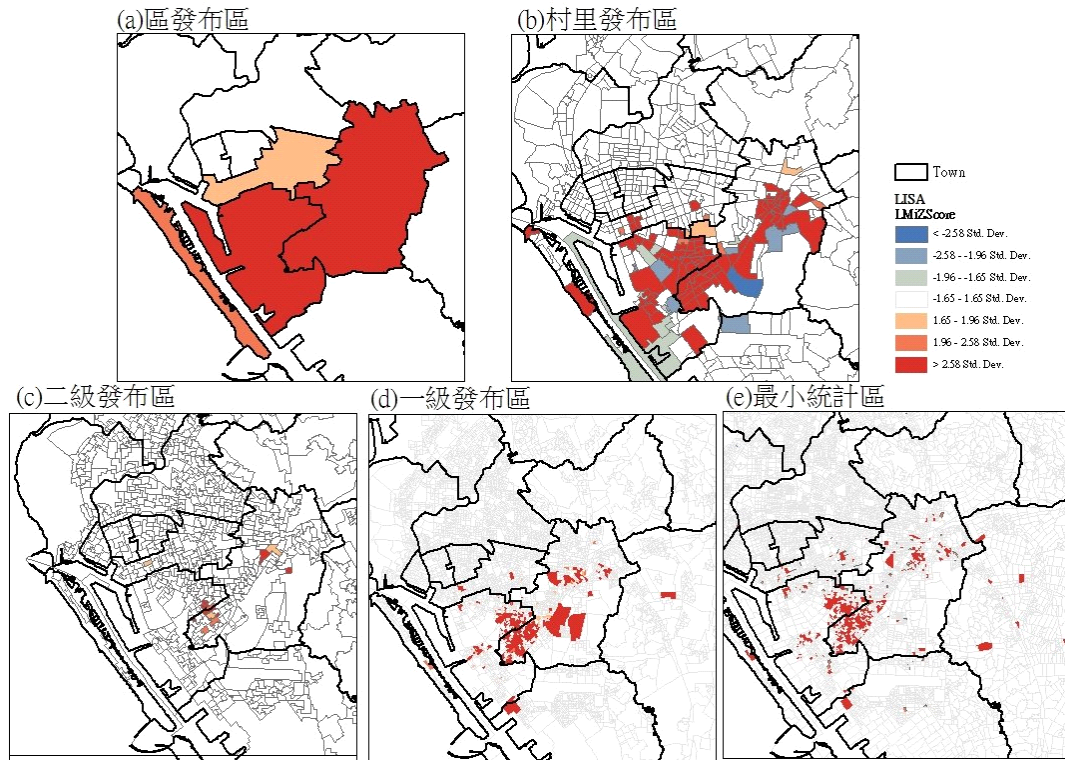 (a)區發布區
(b)村里發布區
Town
LISA
LMiZScore
< -2.58 Std. Dev.
-2.58 - -1.96 Std. Dev.
-1.96 - -1.65 Std. Dev.
-1.65 - 1.65 Std. Dev.
1.65 - 1.96 Std. Dev.
1.96 - 2.58 Std. Dev.
> 2.58 Std. Dev.
(c)二級發布區
(d)一級發布區
(e)最小統計區